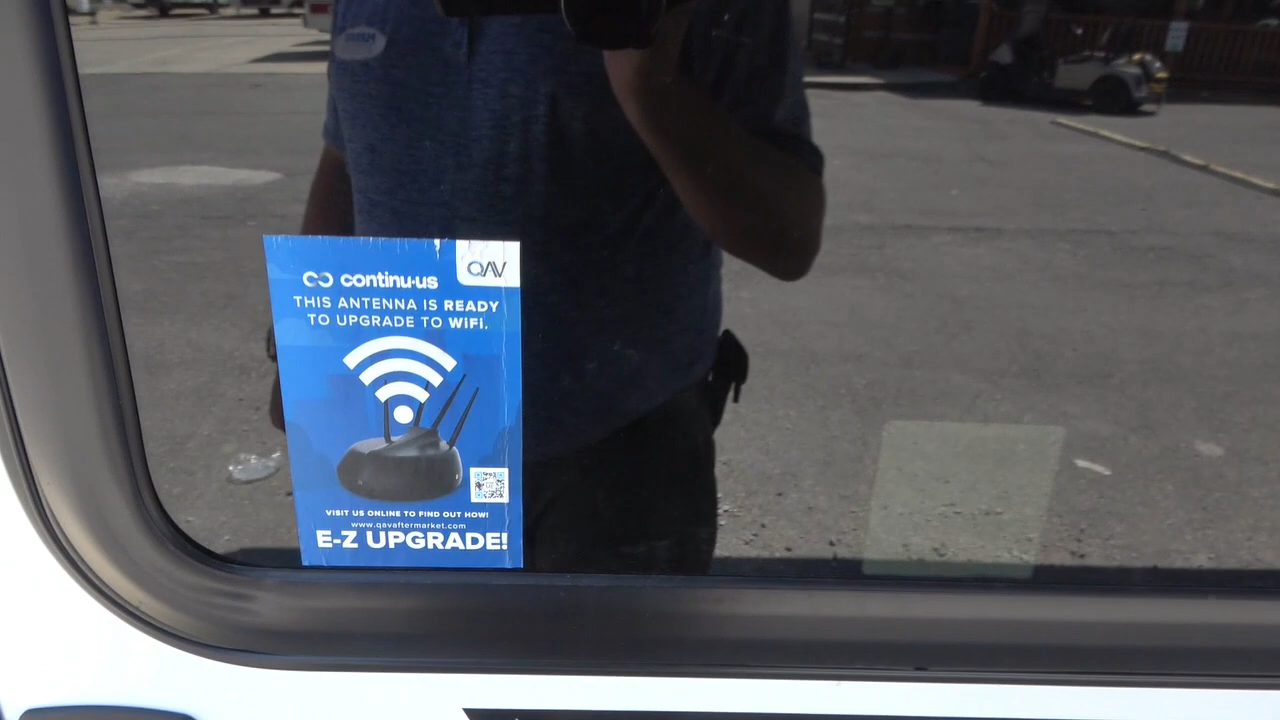 QAV
continu•us
THIS ANTENNA IS READY
TO UPGRADE TO WiFi.
VISIT US ONLINE TO FIND OUT HOW!
www.qavaftermarket.com
E-Z UPGRADE!